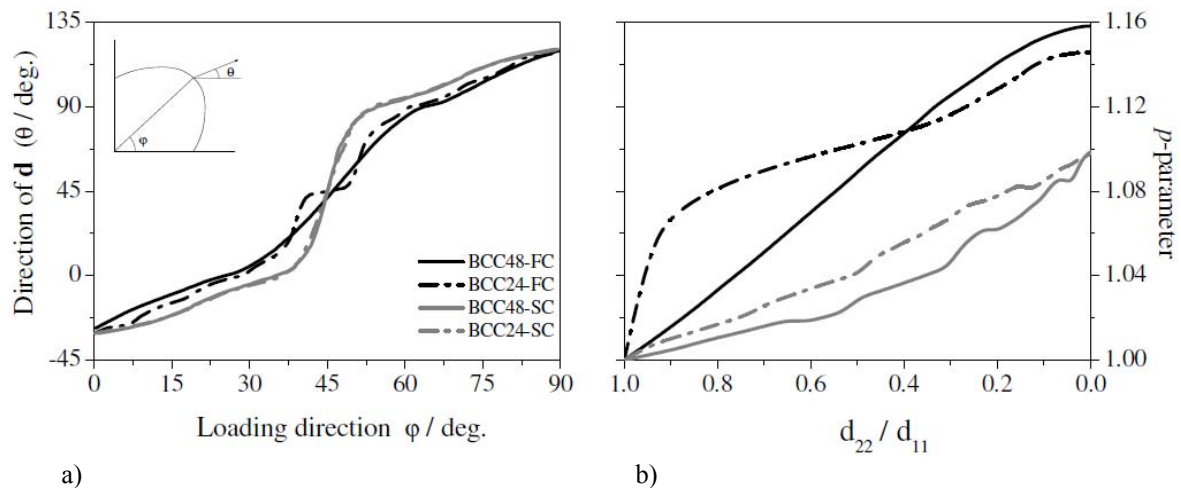 Direction of d (θ / deg.)
135
90
45
0
-45
θ
φ
BCC48-FC
BCC24-FC
BCC48-SC
BCC24-SC
0 15 30 45 60 75 90
Loading direction φ / deg.
a)
1.16
1.12
1.08
1.04
1.00
p-parameter
1.0 0.8 0.6 0.4 0.2 0.0
d22 / d11
b)